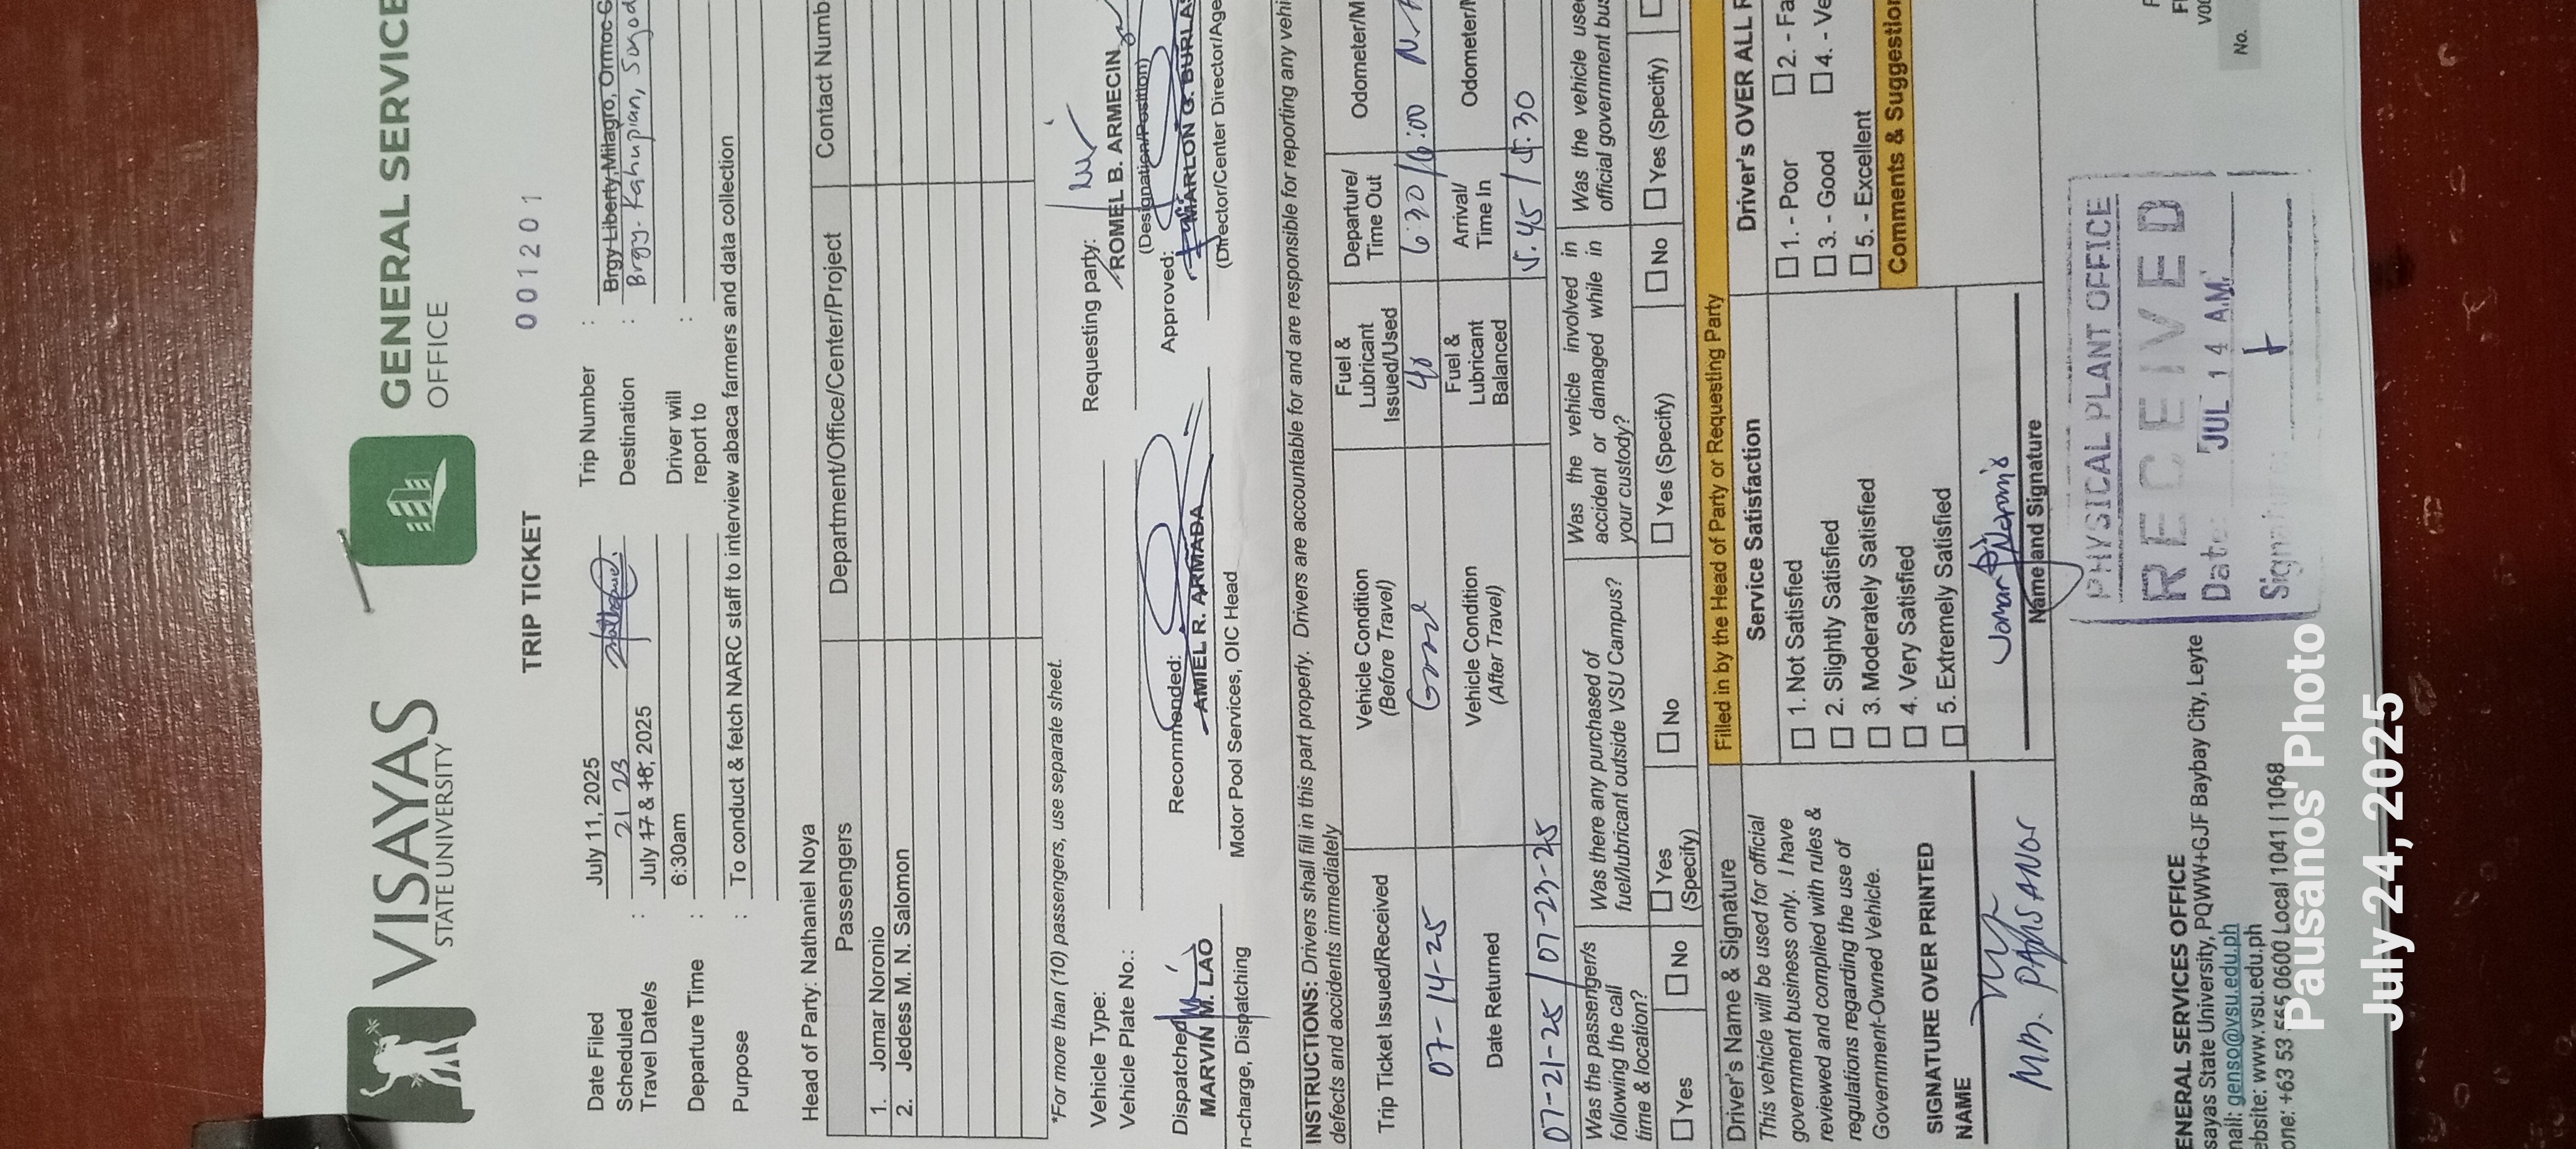 VISAYAS
STATE UNIVERSITY
GENERAL SERVICE
OFFICE
TRIP TICKET
001201
Date Filed : July 11, 2025
Trip Number :
21 23
Scheduled Travel Date/s : July 17 & 18, 2025
Destination : Brgy Liberty,Milagro, Ormoc
Brgy. Kahupian, Sogod
Departure Time : 6:30am
Driver will report to :
Purpose : To conduct & fetch NARC staff to interview abaca farmers and data collection
Head of Party: Nathaniel Noya
Passengers Department/Office/Center/Project Contact Numb
1. Jomar Noronio
2. Jedess M. N. Salomon
*For more than (10) passengers, use separate sheet.
Vehicle Type:
Vehicle Plate No.:
Requesting party:
ROMEL B. ARMECIN
(Designation/Position)
Dispatched
MARVIN M. LAO
n-charge, Dispatching
Recommended:
AMIEL R. ARMADA
Motor Pool Services, OIC Head
Approved:
MARLON G. BURLAS
(Director/Center Director/Age
INSTRUCTIONS: Drivers shall fill in this part properly. Drivers are accountable for and are responsible for reporting any vehi
defects and accidents immediately
Trip Ticket Issued/Received
Vehicle Condition
(Before Travel)
Fuel &
Lubricant
Issued/Used
Departure/
Time Out
Odometer/M
07-14-25 Good 40 6:30/6:00
Date Returned
Vehicle Condition
(After Travel)
Fuel &
Lubricant
Balanced
Arrival/
Time In
Odometer/
07-21-25/07-23-25 5:45/5:30
Was the passenger/s
following the call
time & location?
Was there any purchased of
fuel/lubricant outside VSU Campus?
Was the vehicle involved in
accident or damaged while in
your custody?
Was the vehicle used
official government bus
☐ Yes ☐ No ☐ Yes (Specify) ☐ No ☐ Yes (Specify) ☐ No ☐ Yes (Specify)
Driver's Name & Signature
This vehicle will be used for official
government business only. I have
reviewed and complied with rules &
regulations regarding the use of
Government-Owned Vehicle.
SIGNATURE OVER PRINTED
NAME
Filled in by the Head of Party or Requesting Party
Service Satisfaction
☐ 1. Not Satisfied
☐ 2. Slightly Satisfied
☐ 3. Moderately Satisfied
☐ 4. Very Satisfied
☐ 5. Extremely Satisfied
Name and Signature
Driver's OVER ALL
☐ 1. - Poor ☐ 2. - Fa
☐ 3. - Good ☐ 4. - Ve
☐ 5. - Excellent
Comments & Suggestion
PHYSICAL PLANT OFFICE
RECEIVED
Date: JUL 14 A.M.
ENERAL SERVICES OFFICE
sayas State University, PQWW+GJF Baybay City, Leyte
nail: genso@vsu.edu.ph
ebsite: www.vsu.edu.ph
one: +63 53 565 0600 Local 1041 | 1068
No.
Pausanos' Photo
July 24, 2025